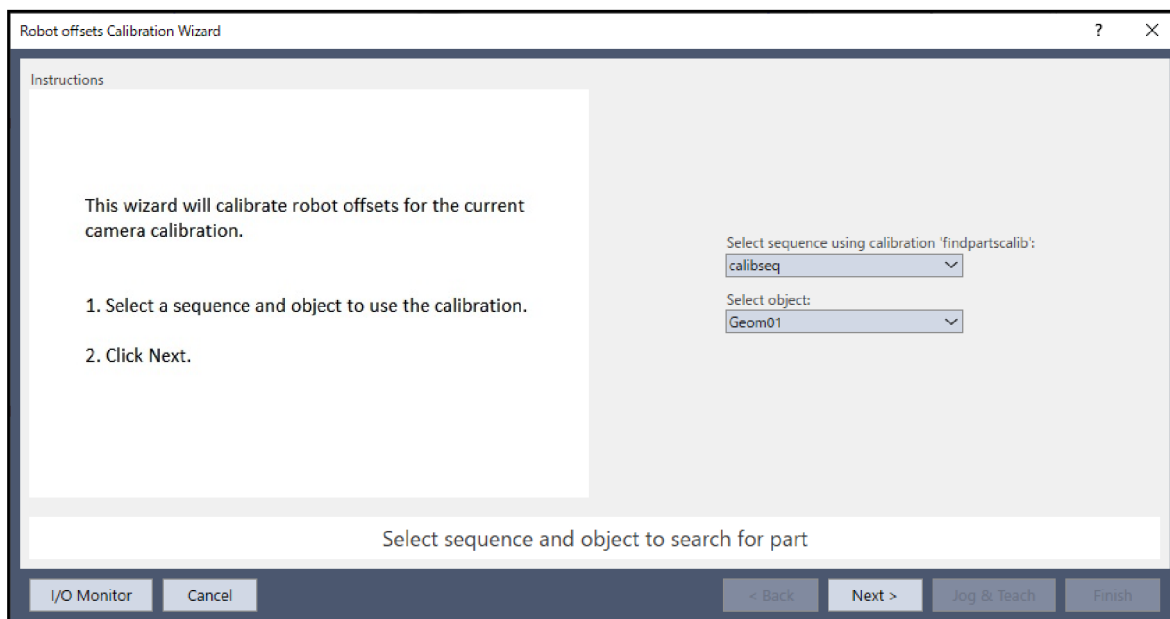 Robot offsets Calibration Wizard
?
Instructions
This wizard will calibrate robot offsets for the current
camera calibration.
1. Select a sequence and object to use the calibration.
2. Click Next.
Select sequence using calibration 'findpartscalib':
calibseq
Select object:
Geom01
Select sequence and object to search for part
I/O Monitor
Cancel
< Back
Next >
Jog & Teach
Finish